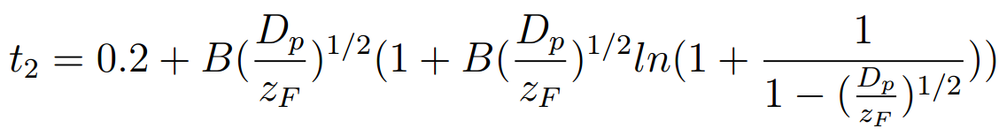 t_2 = 0.2 + B(\frac{D_p}{z_F})^{1/2}(1 + B(\frac{D_p}{z_F})^{1/2}ln(1 + \frac{1}{1 - (\frac{D_p}{z_F})^{1/2}}))